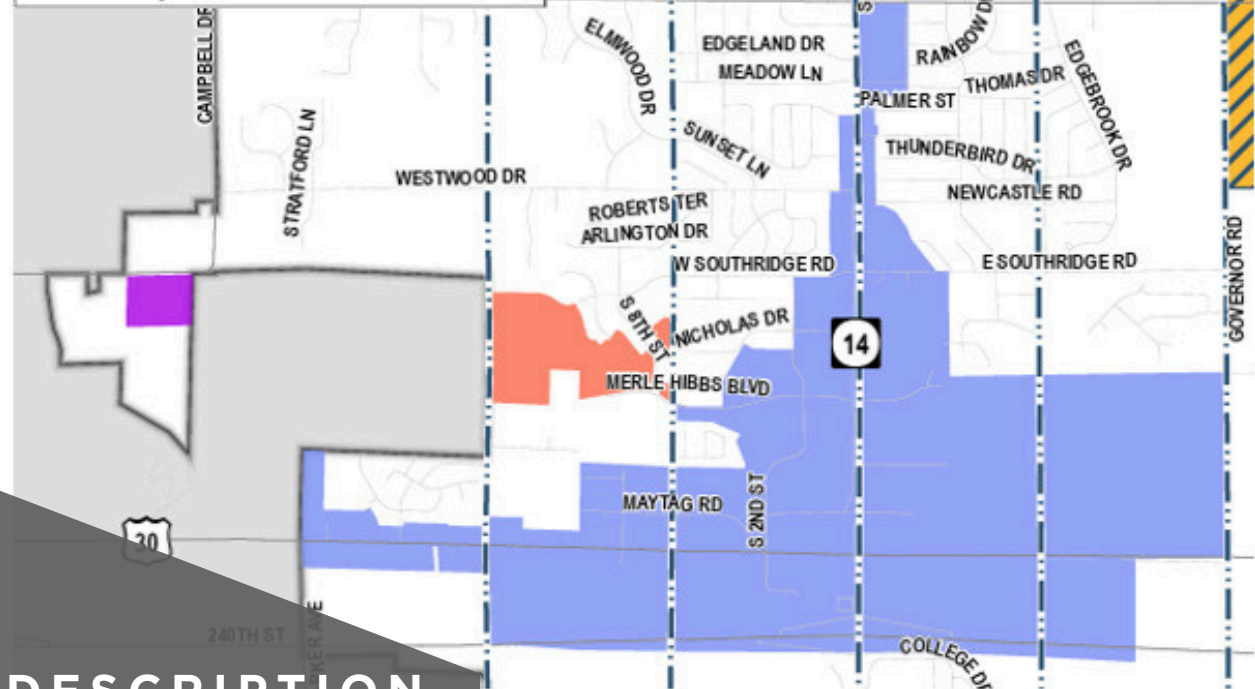 CAMPBELL DR
ELMWOOD DR
EDGELAND DR
MEADOW LN
RAINBOW DR
THOMAS DR
EDGEBROOK DR
PALMER ST
STRATFORD LN
SUNSET LN
THUNDERBIRD DR
WESTWOOD DR
NEWCASTLE RD
ROBERTS TER
ARLINGTON DR
W SOUTHRIDGE RD
E SOUTHRIDGE RD
GOVERNOR RD
S 8TH ST
NICHOLAS DR
14
MERLE HIBBS BLVD
MAYTAG RD
S 2ND ST
30
240TH ST
RKER AVE
COLLEGE DR
DESCRIPTION